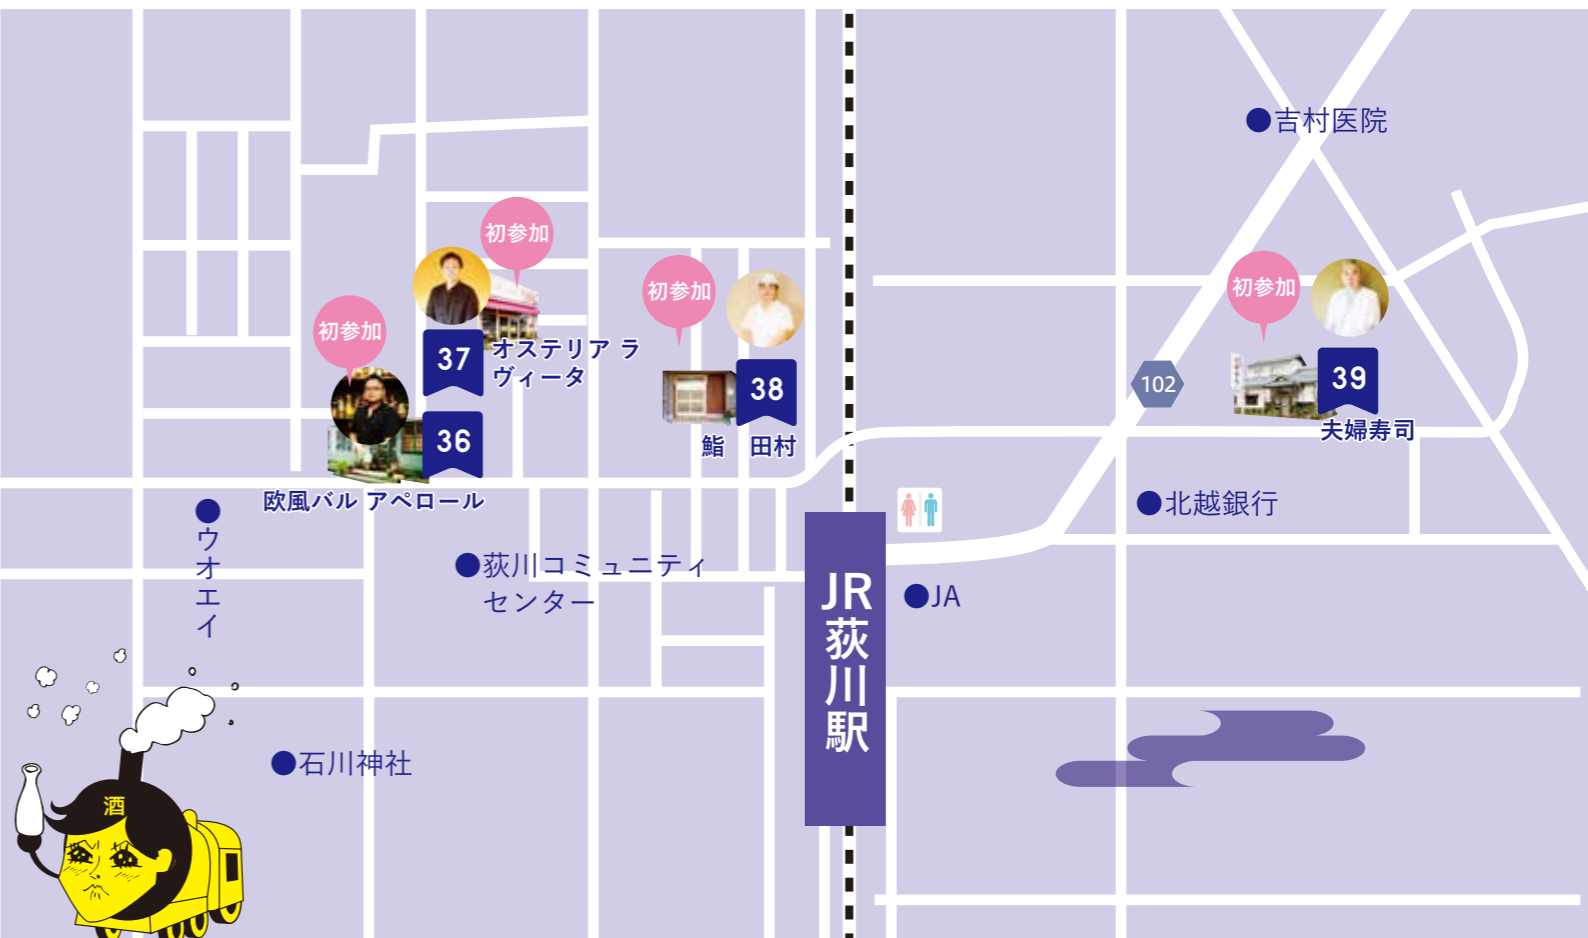 吉村医院
初参加
初参加
初参加
初参加
37
オステリア ラ
ヴィータ
36
欧風バル アペロール
38
鮨 田村
102
39
夫婦寿司
北越銀行
ウオエイ
荻川コミュニティ
センター
JR荻川駅
JA
石川神社
酒